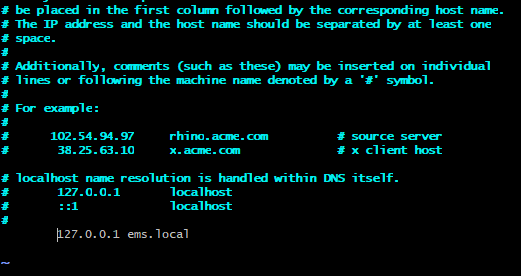 # be placed in the first column followed by the corresponding host name.
# The IP address and the host name should be separated by at least one
# space.
#
# Additionally, comments (such as these) may be inserted on individual
# lines or following the machine name denoted by a '#' symbol.
#
# For example:
#
#      102.54.94.97     rhino.acme.com          # source server
#       38.25.63.10     x.acme.com              # x client host

# localhost name resolution is handled within DNS itself.
#       127.0.0.1       localhost
#       ::1             localhost
#
        127.0.0.1 ems.local
~